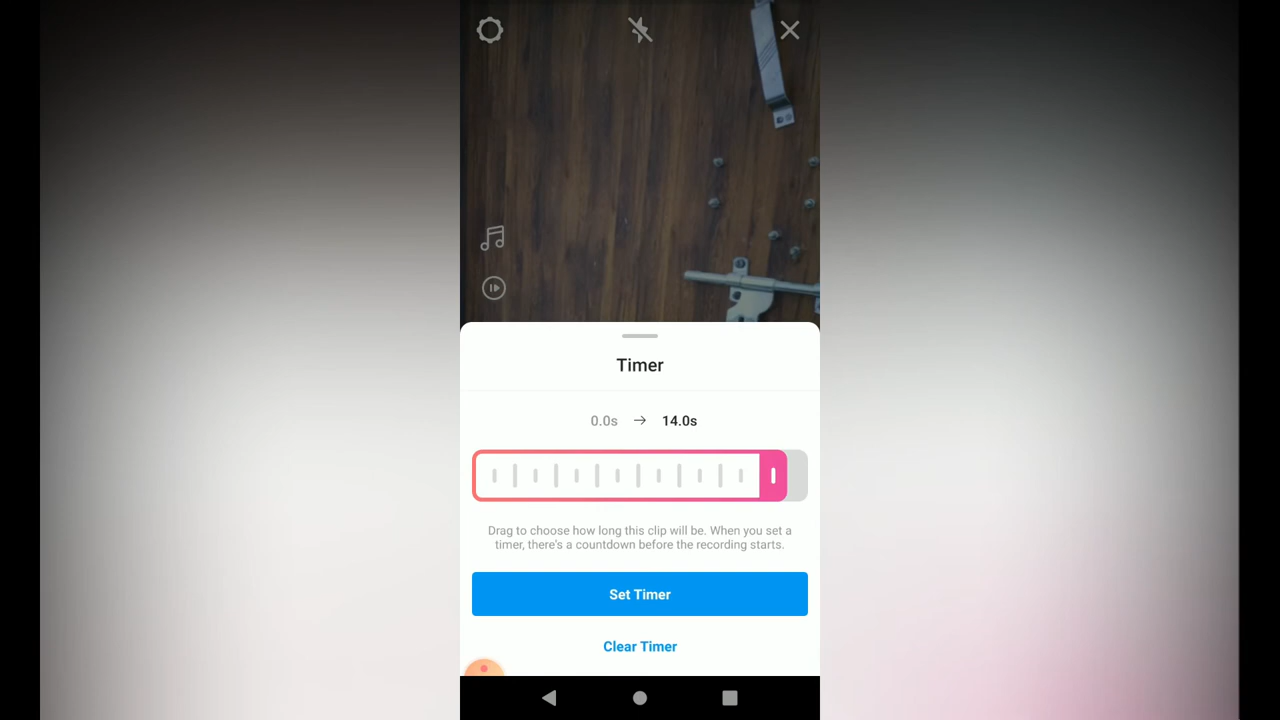 Timer
0.0s → 14.0s
Drag to choose how long this clip will be. When you set a
timer, there's a countdown before the recording starts.
Set Timer
Clear Timer